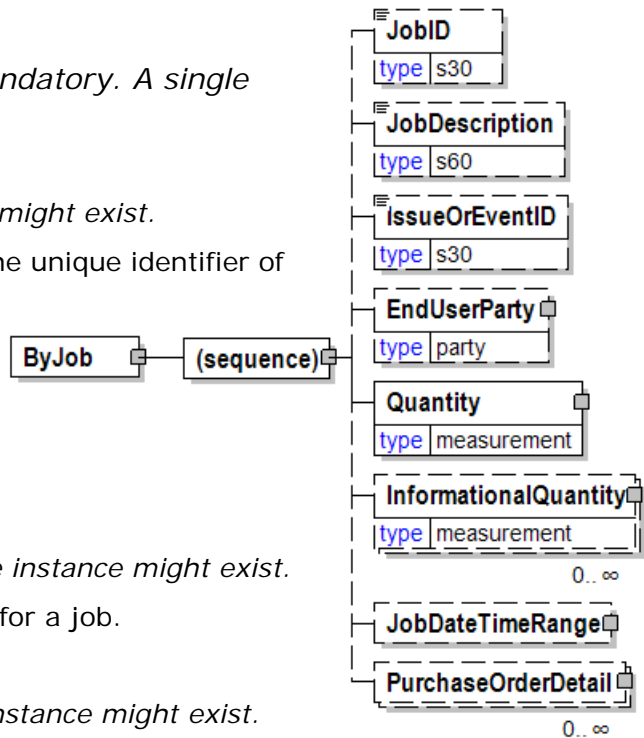 JobID
type s30
ndatory. A single
JobDescription
type s60
might exist.
IssueOrEventID
type s30
ne unique identifier of
EndUserParty
type party
ByJob
(sequence)
Quantity
type measurement
InformationalQuantity
type measurement
0.. ∞
e instance might exist.
for a job.
JobDateTimeRange
PurchaseOrderDetail
0.. ∞
nstance might exist.